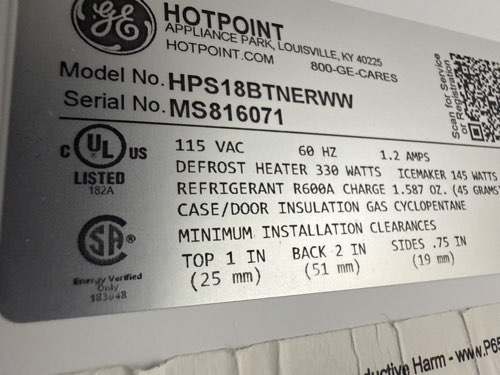 GE
HOTPOINT
APPLIANCE PARK, LOUISVILLE, KY 40225
HOTPOINT.COM 800-GE-CARES
Model No. HPS18BTNERWW
Serial No. MS816071
Scan for Service
or Registration
C UL US
LISTED
182A
115 VAC 60 HZ 1.2 AMPS
DEFROST HEATER 330 WATTS ICEMAKER 145 WATTS
REFRIGERANT R600A CHARGE 1.587 OZ. (45 GRAMS)
CASE/DOOR INSULATION GAS CYCLOPENTANE
MINIMUM INSTALLATION CLEARANCES
TOP 1 IN BACK 2 IN SIDES .75 IN
(25 mm) (51 mm) (19 mm)
SA
Energy Verified
Only
183848
ductive Harm - www.P65